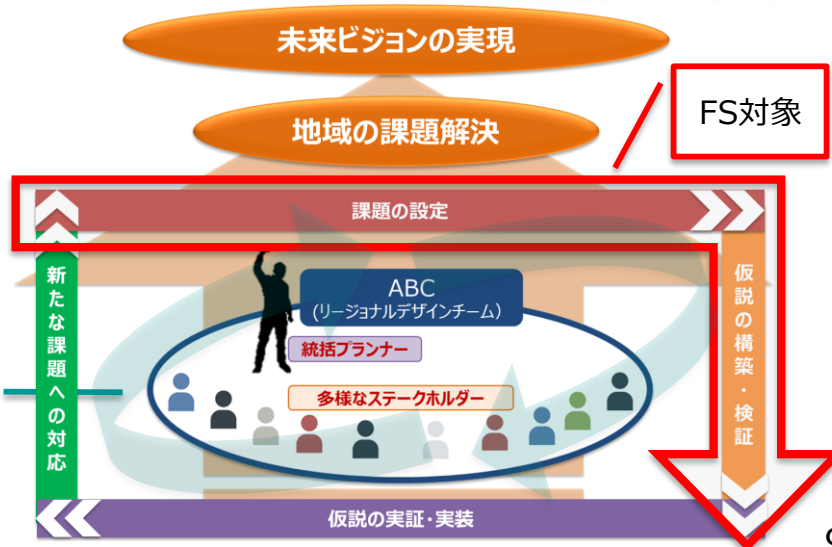 未来ビジョンの実現
地域の課題解決
FS対象
課題の設定
新たな課題への対応
ABC
(リージョナルデザインチーム)
統括プランナー
多様なステークホルダー
仮説の構築・検証
仮説の実証・実装